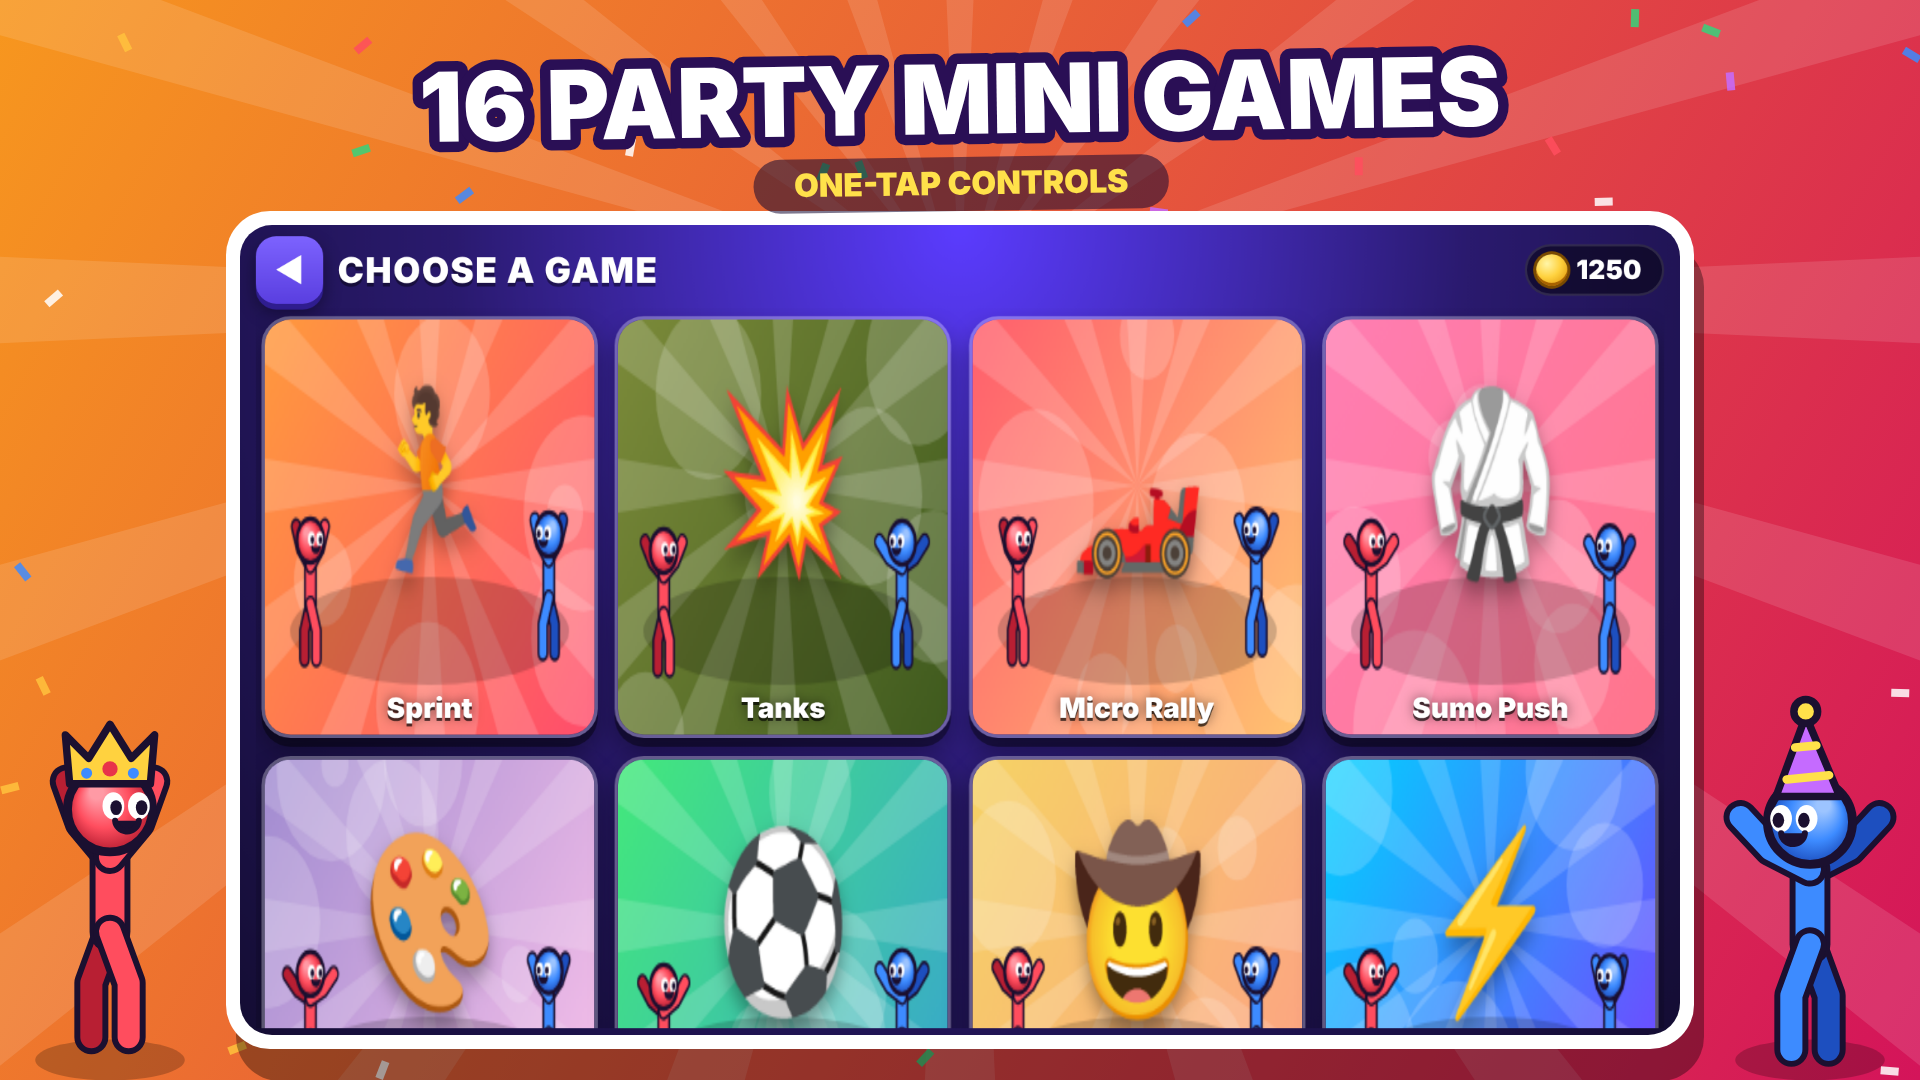 16 PARTY MINI GAMES
ONE-TAP CONTROLS
CHOOSE A GAME
1250
Sprint
Tanks
Micro Rally
Sumo Push